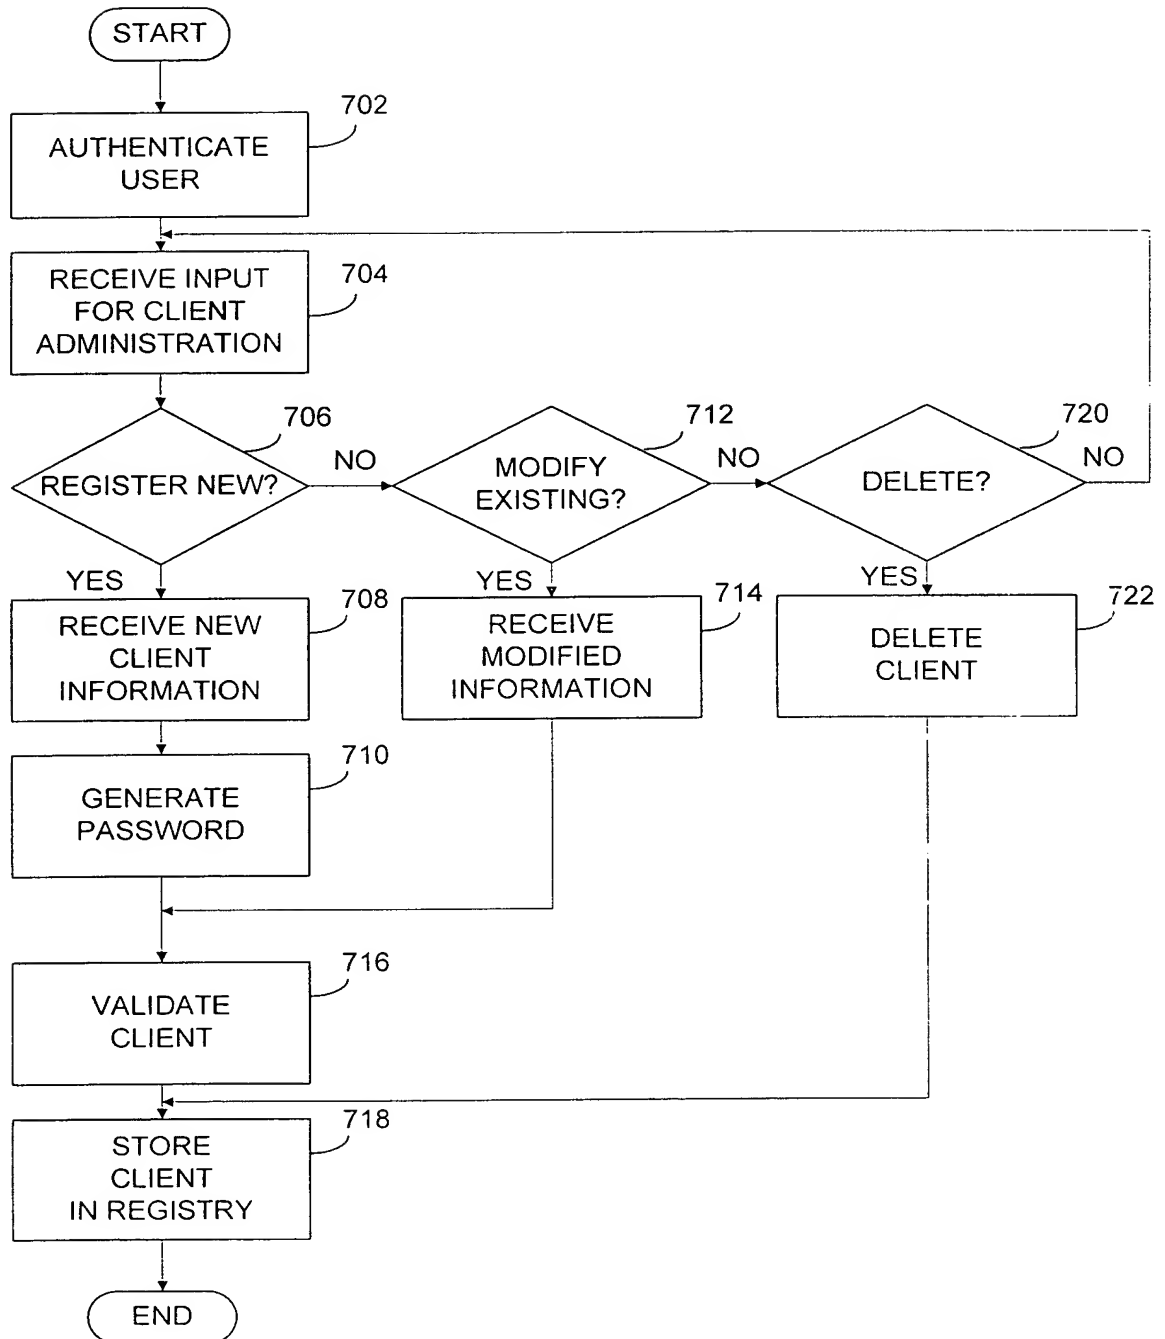 START
702
AUTHENTICATE
USER
704
RECEIVE INPUT
FOR CLIENT
ADMINISTRATION
706
REGISTER NEW?
NO
712
MODIFY
EXISTING?
NO
720
DELETE?
NO
YES
708
RECEIVE NEW
CLIENT
INFORMATION
YES
714
RECEIVE
MODIFIED
INFORMATION
YES
722
DELETE
CLIENT
710
GENERATE
PASSWORD
716
VALIDATE
CLIENT
718
STORE
CLIENT
IN REGISTRY
END